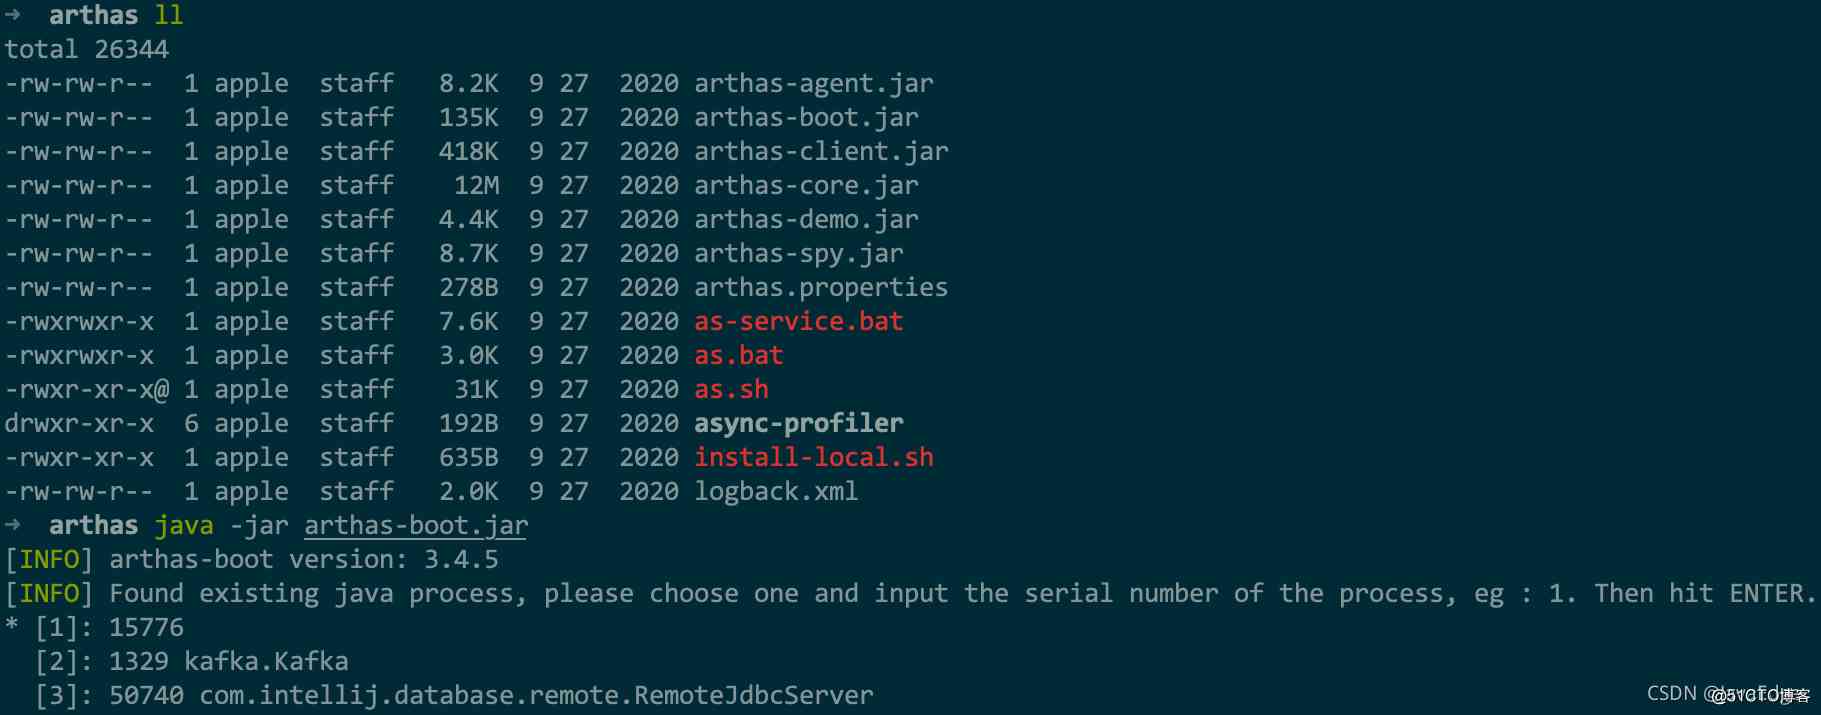 → arthas ll
total 26344
-rw-rw-r-- 1 apple staff 8.2K 9 27 2020 arthas-agent.jar
-rw-rw-r-- 1 apple staff 135K 9 27 2020 arthas-boot.jar
-rw-rw-r-- 1 apple staff 418K 9 27 2020 arthas-client.jar
-rw-rw-r-- 1 apple staff 12M 9 27 2020 arthas-core.jar
-rw-rw-r-- 1 apple staff 4.4K 9 27 2020 arthas-demo.jar
-rw-rw-r-- 1 apple staff 8.7K 9 27 2020 arthas-spy.jar
-rw-rw-r-- 1 apple staff 278B 9 27 2020 arthas.properties
-rwxrwxr-x 1 apple staff 7.6K 9 27 2020 as-service.bat
-rwxrwxr-x 1 apple staff 3.0K 9 27 2020 as.bat
-rwxr-xr-x@ 1 apple staff 31K 9 27 2020 as.sh
drwxr-xr-x 6 apple staff 192B 9 27 2020 async-profiler
-rwxr-xr-x 1 apple staff 635B 9 27 2020 install-local.sh
-rw-rw-r-- 1 apple staff 2.0K 9 27 2020 logback.xml
→ arthas java -jar arthas-boot.jar
[INFO] arthas-boot version: 3.4.5
[INFO] Found existing java process, please choose one and input the serial number of the process, eg : 1. Then hit ENTER.
* [1]: 15776
[2]: 1329 kafka.Kafka
[3]: 50740 com.intellij.database.remote.RemoteJdbcServer
CSDN @51CTO博客